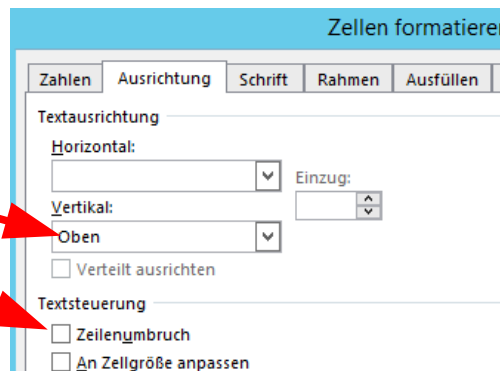 Zellen formatieren
Zahlen Ausrichtung Schrift Rahmen Ausfüllen
Textausrichtung
Horizontal:
Einzug:
Vertikal:
Oben
Verteilt ausrichten
Textsteuerung
Zeilenumbruch
An Zellgröße anpassen